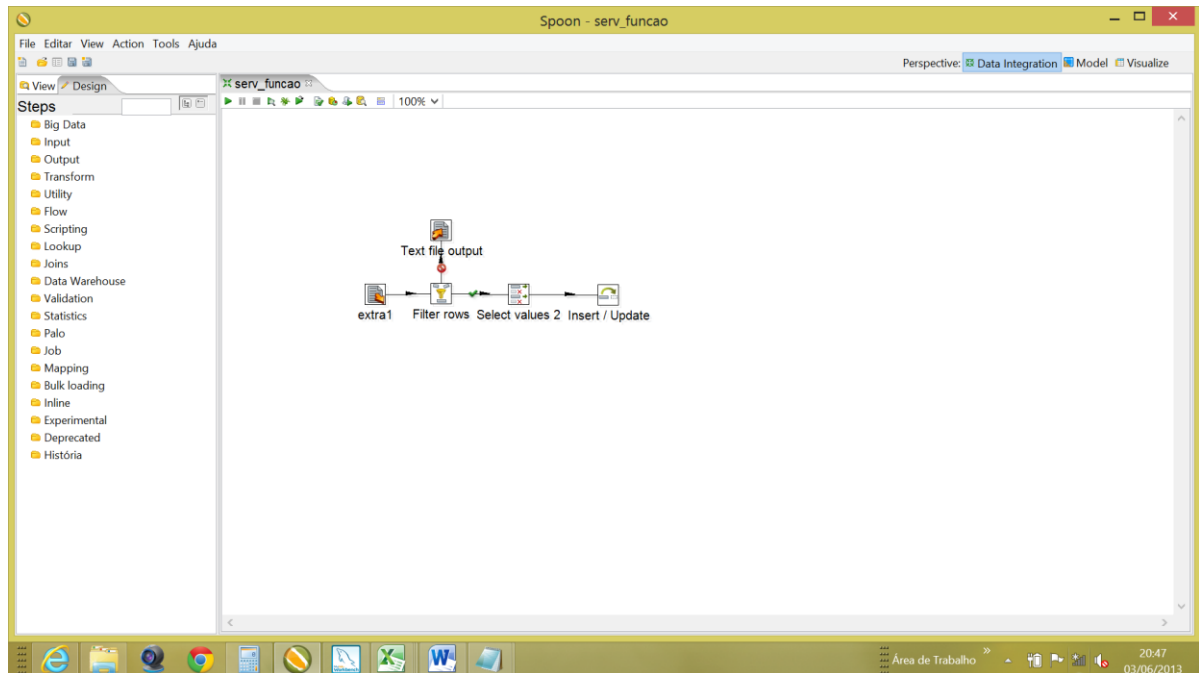 Spoon - serv_funcao
File Editar View Action Tools Ajuda
Perspective: Data Integration Model Visualize
View Design
serv_funcao
Steps
100%
Big Data
Input
Output
Transform
Utility
Flow
Scripting
Lookup
Joins
Data Warehouse
Validation
Statistics
Palo
Job
Mapping
Bulk loading
Inline
Experimental
Deprecated
História
Text file output
extra1 Filter rows Select values 2 Insert / Update
Área de Trabalho
20:47
03/06/2013